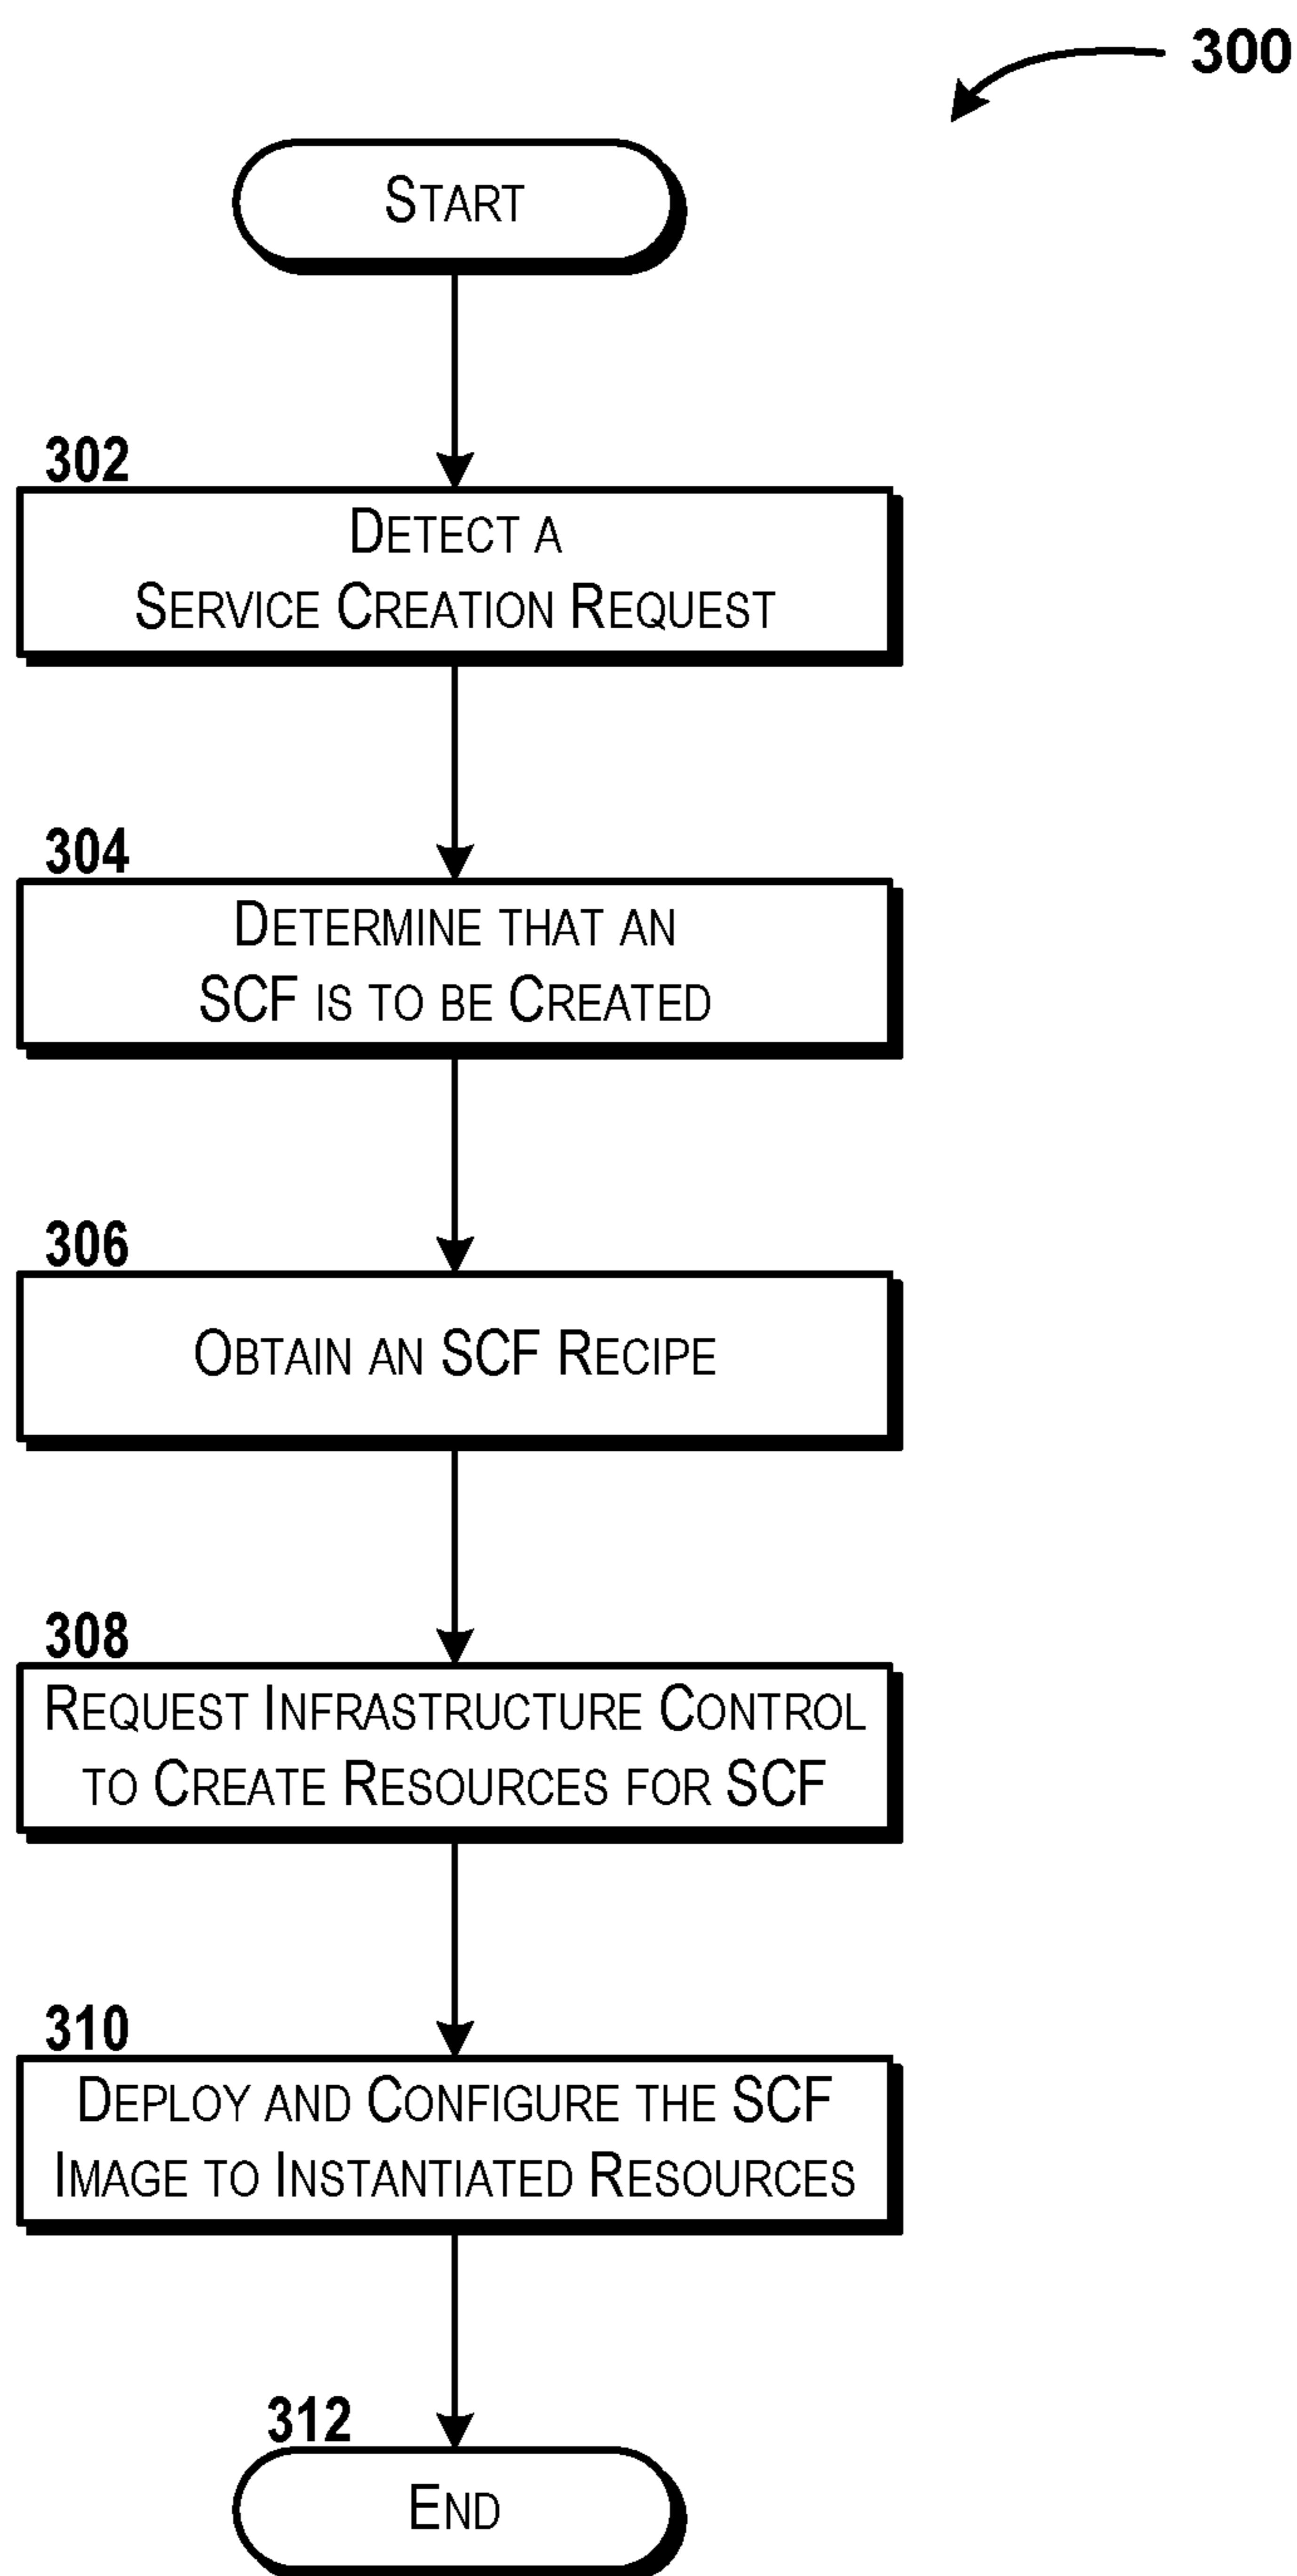 300
START
302
DETECT A
SERVICE CREATION REQUEST
304
DETERMINE THAT AN
SCF IS TO BE CREATED
306
OBTAIN AN SCF RECIPE
308
REQUEST INFRASTRUCTURE CONTROL
TO CREATE RESOURCES FOR SCF
310
DEPLOY AND CONFIGURE THE SCF
IMAGE TO INSTANTIATED RESOURCES
312
END